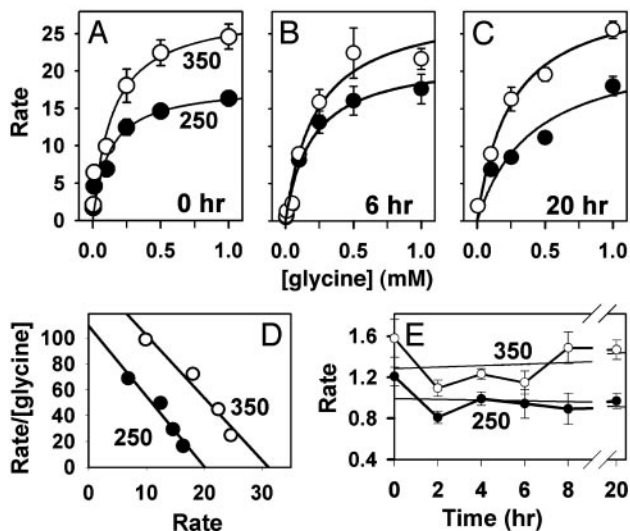 A B C
25
20
15
10
5
0
Rate
350
250
0 hr
6 hr
20 hr
0.0 0.5 1.0 0.0 0.5 1.0 0.0 0.5 1.0
[glycine] (mM)
D
100
80
60
40
20
0
Rate/[glycine]
250
350
0 10 20 30
Rate
E
1.6
1.2
0.8
0.4
Rate
350
250
0 2 4 6 8 20
Time (hr)